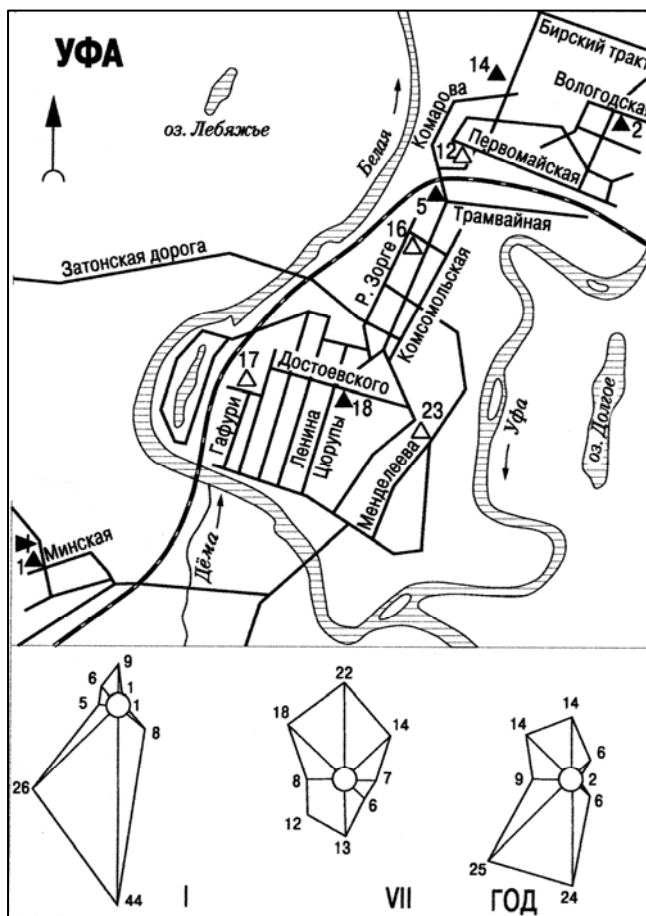 УФА
оз. Лебяжье
Белая
14
Комарова
Бирский тракт
Вологодская
2
12
Первомайская
5
Трамвайная
16
Затонская дорога
Р. Зорге
Комсомольская
17
Достоевского
Гафури
Ленина
Цюрупы
18
23
Менделеева
Уфа
оз. Долгое
1
Минская
Дёма
9
6
1
5
1
8
26
44
I
22
18
14
8
7
6
12
13
VII
14
14
6
9
2
6
25
24
ГОД